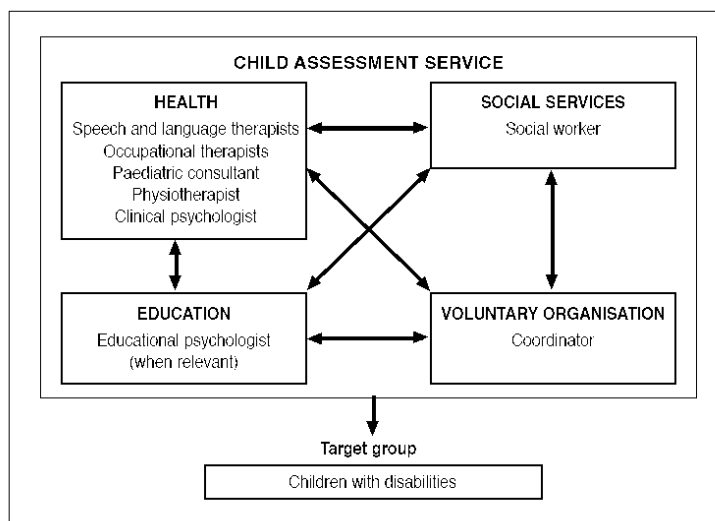 CHILD ASSESSMENT SERVICE
HEALTH
Speech and language therapists
Occupational therapists
Paediatric consultant
Physiotherapist
Clinical psychologist
SOCIAL SERVICES
Social worker
EDUCATION
Educational psychologist
(when relevant)
VOLUNTARY ORGANISATION
Coordinator
Target group
Children with disabilities